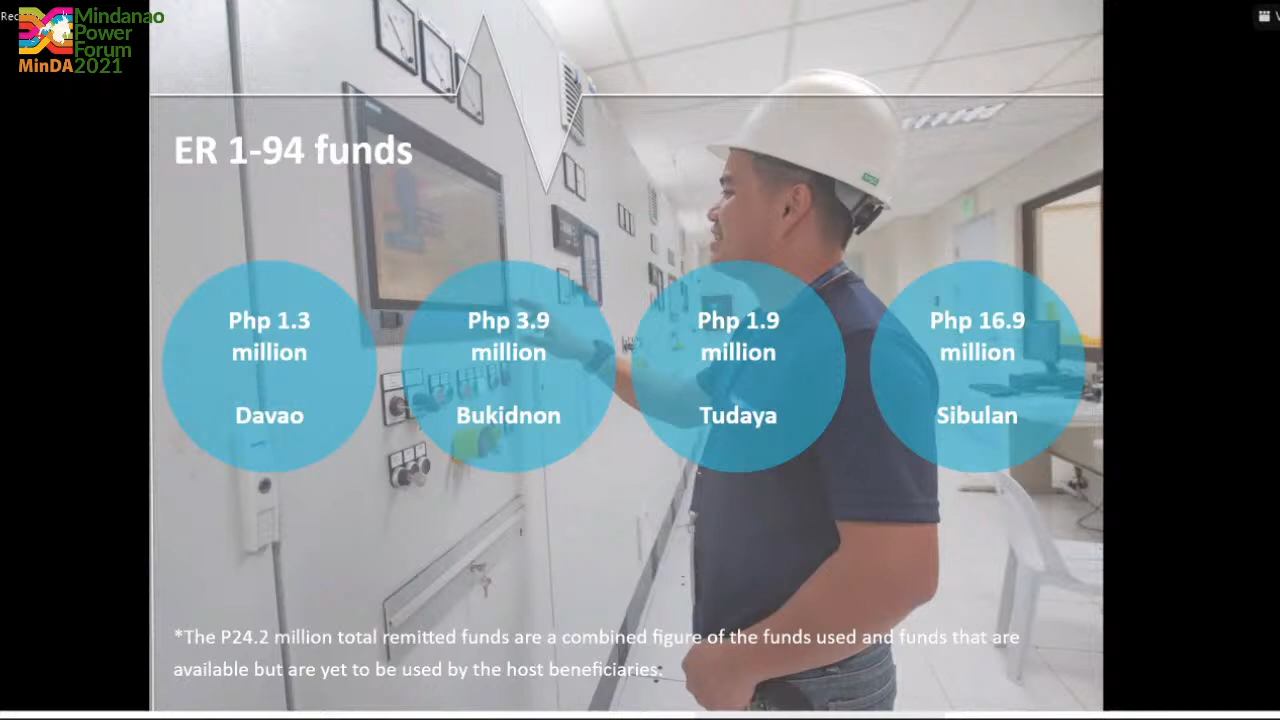 Rec
Mindanao
Power
Forum
MinDA 2021
ER 1-94 funds
Php 1.3
million
Davao
Php 3.9
million
Bukidnon
Php 1.9
million
Tudaya
Php 16.9
million
Sibulan
*The P24.2 million total remitted funds are a combined figure of the funds used and funds that are
available but are yet to be used by the host beneficiaries.